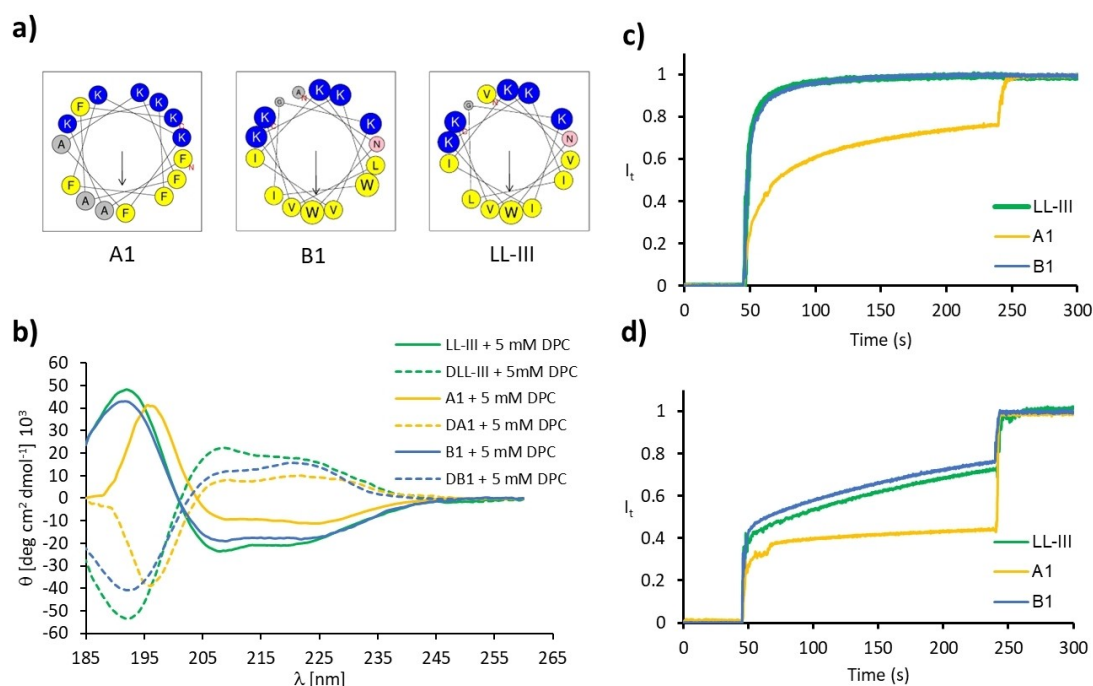 a)
K K
F K
K K
A K
F
N
F F
A A F F
A1
A K K
N
G
K K
K N
I L
W
I V W V
B1
V K K
N
G
K K
K N
I V
L I
V W I
LL-III
b)
LL-III + 5 mM DPC
DLL-III + 5mM DPC
A1 + 5 mM DPC
DA1 + 5 mM DPC
B1 + 5 mM DPC
DB1 + 5 mM DPC
θ [deg cm² dmol⁻¹] 10³
60
50
40
30
20
10
0
-10
-20
-30
-40
-50
-60
185 195 205 215 225 235 245 255 265
λ [nm]
c)
1
0.8
0.6
0.4
0.2
0
Iₜ
LL-III
A1
B1
0 50 100 150 200 250 300
Time (s)
d)
1
0.8
0.6
0.4
0.2
0
Iₜ
LL-III
A1
B1
0 50 100 150 200 250 300
Time (s)